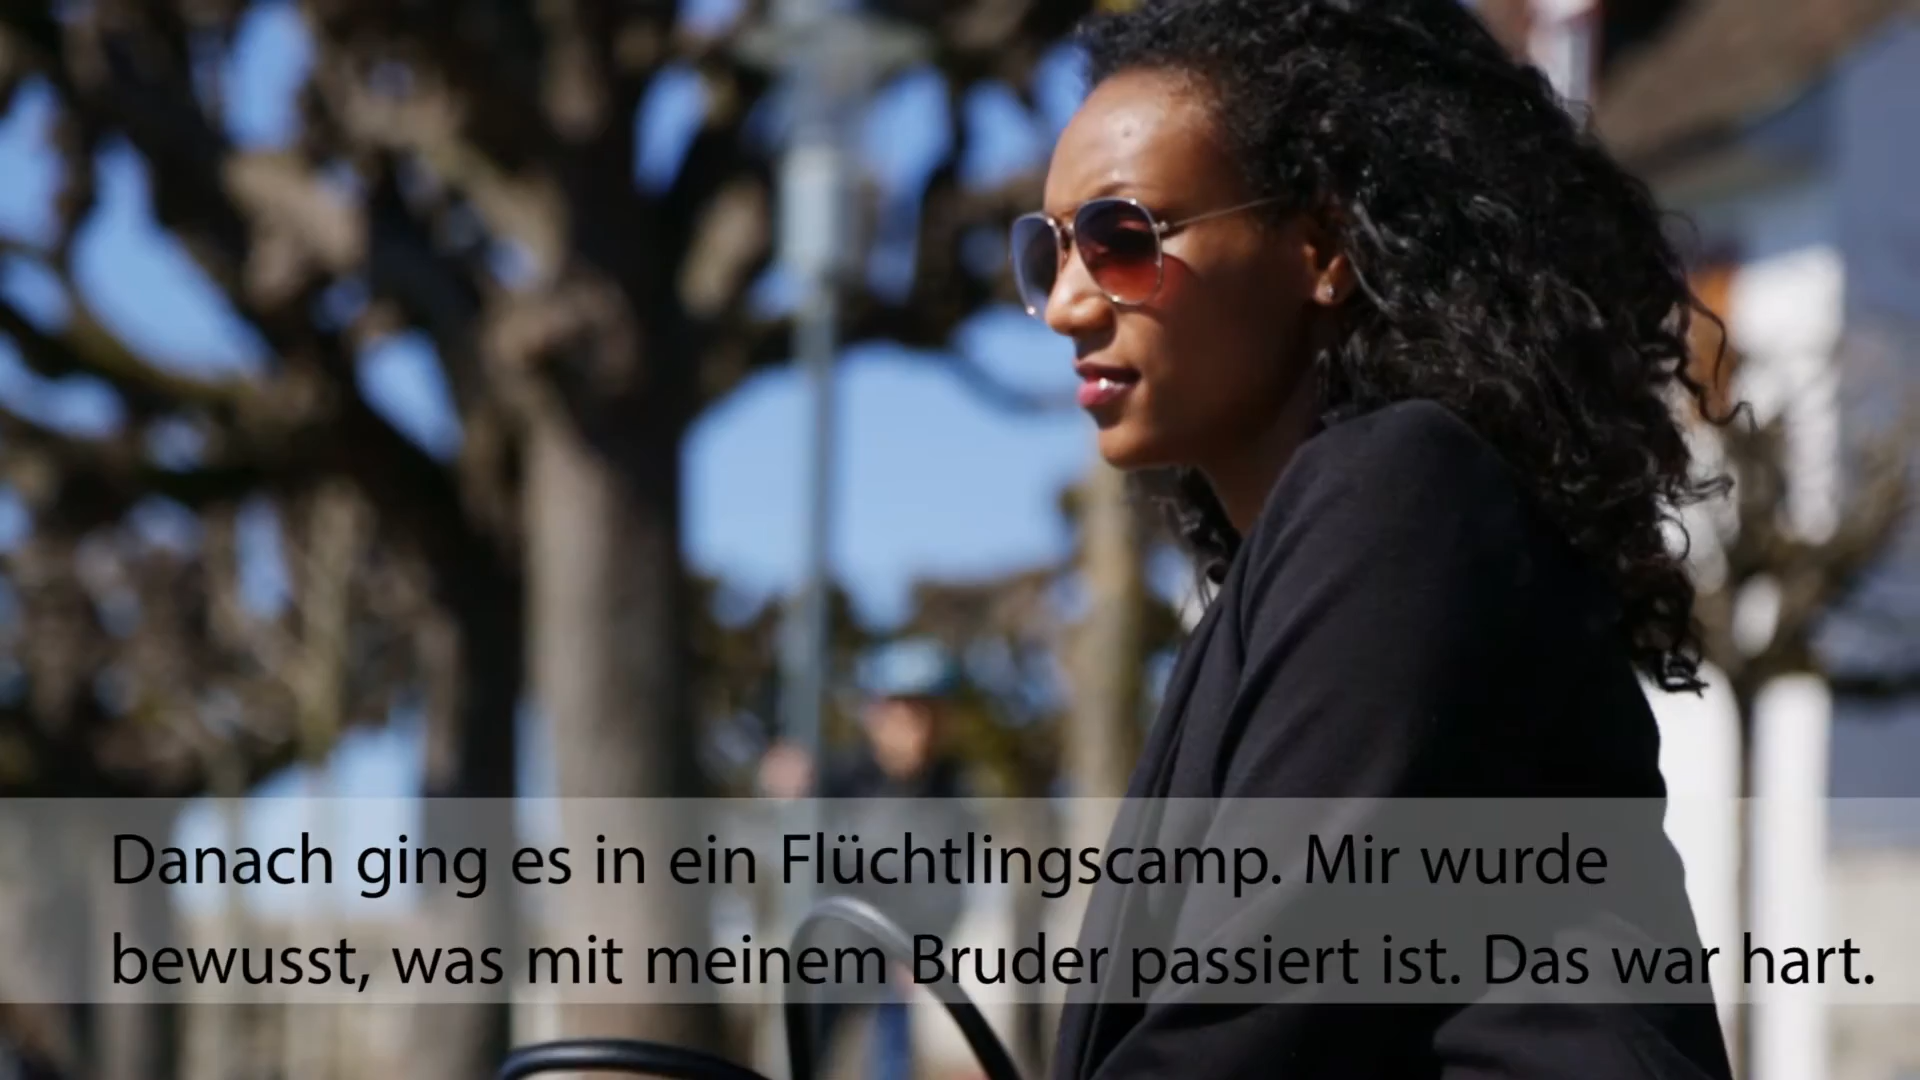 Danach ging es in ein Flüchtlingscamp. Mir wurde
bewusst, was mit meinem Bruder passiert ist. Das war hart.